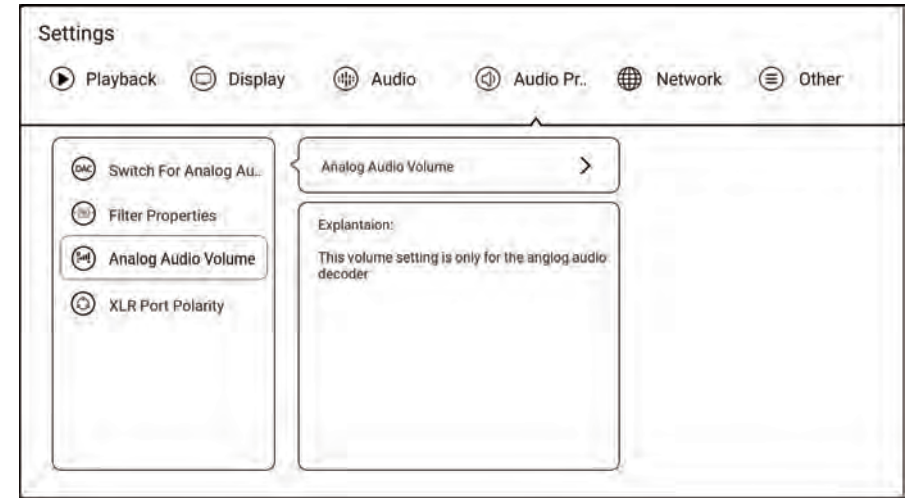 Settings
Playback Display Audio Audio Pr.. Network Other
Switch For Analog Au..
Filter Properties
Analog Audio Volume
XLR Port Polarity
Analog Audio Volume
Explantaion:
This volume setting is only for the anglog audio
decoder